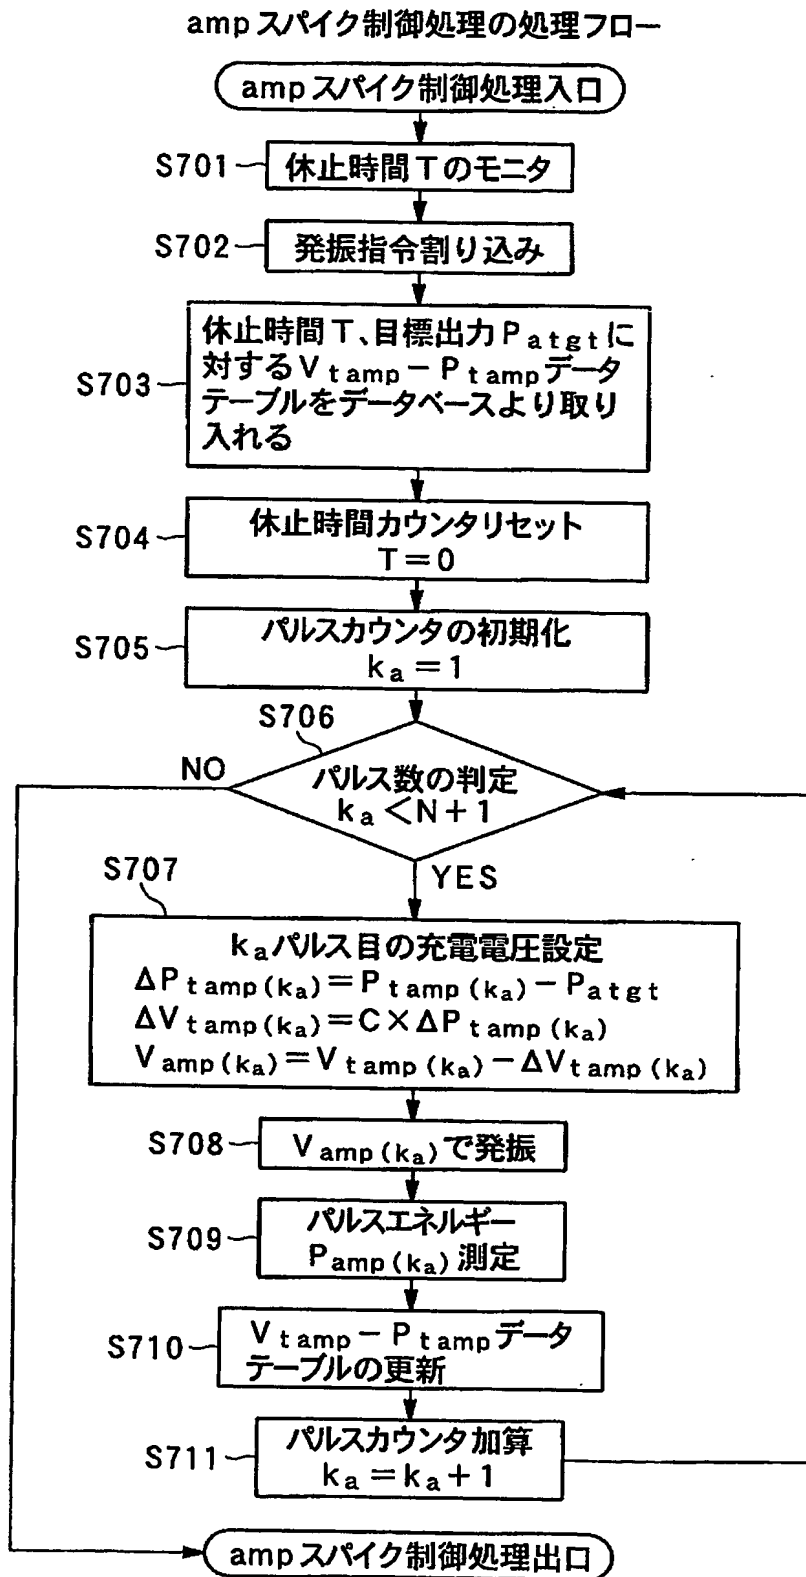 amp スパイク制御処理の処理フロー
amp スパイク制御処理入口
S701
休止時間Tのモニタ
S702
発振指令割り込み
S703
休止時間T、目標出力Patgtに
対するVtamp－Ptampデータ
テーブルをデータベースより取り
入れる
S704
休止時間カウンタリセット
T=0
S705
パルスカウンタの初期化
ka=1
S706
NO
パルス数の判定
ka<N+1
YES
S707
kaパルス目の充電電圧設定
ΔPtamp(ka)=Ptamp(ka)－Patgt
ΔVtamp(ka)=C×ΔPtamp(ka)
Vamp(ka)=Vtamp(ka)－ΔVtamp(ka)
S708
Vamp(ka)で発振
S709
パルスエネルギー
Pamp(ka)測定
S710
Vtamp－Ptampデータ
テーブルの更新
S711
パルスカウンタ加算
ka=ka+1
amp スパイク制御処理出口